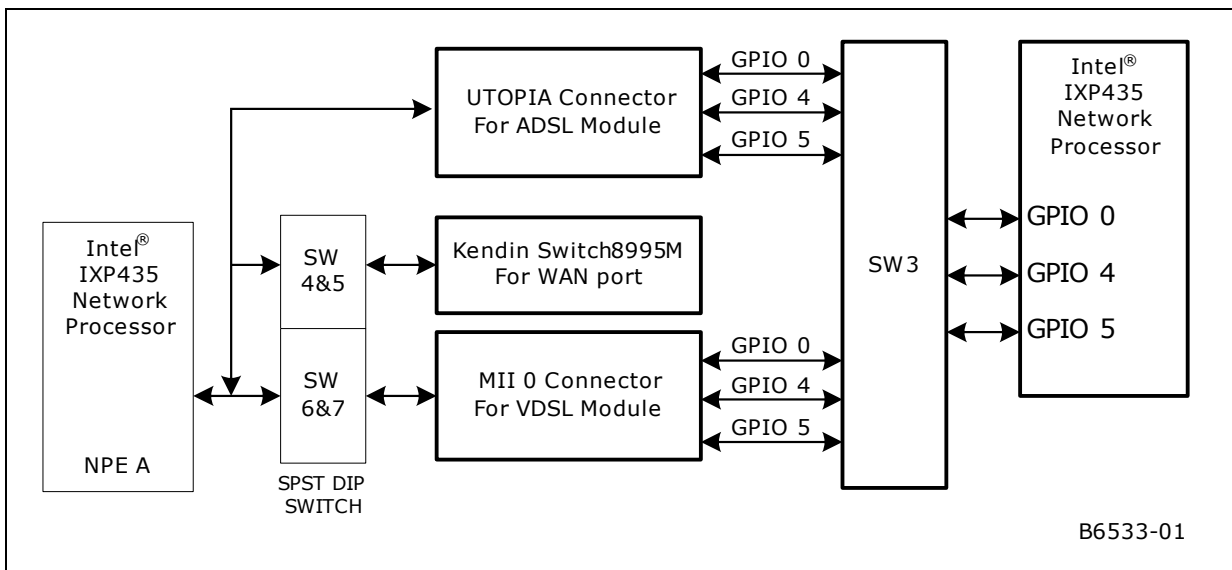 GPIO 0
GPIO 4
GPIO 5
UTOPIA Connector
For ADSL Module
Intel®
IXP435
Network
Processor
NPE A
SW
4&5
SW
6&7
SPST DIP
SWITCH
Kendin Switch8995M
For WAN port
MII 0 Connector
For VDSL Module
GPIO 0
GPIO 4
GPIO 5
SW3
Intel®
IXP435
Network
Processor
GPIO 0
GPIO 4
GPIO 5
B6533-01